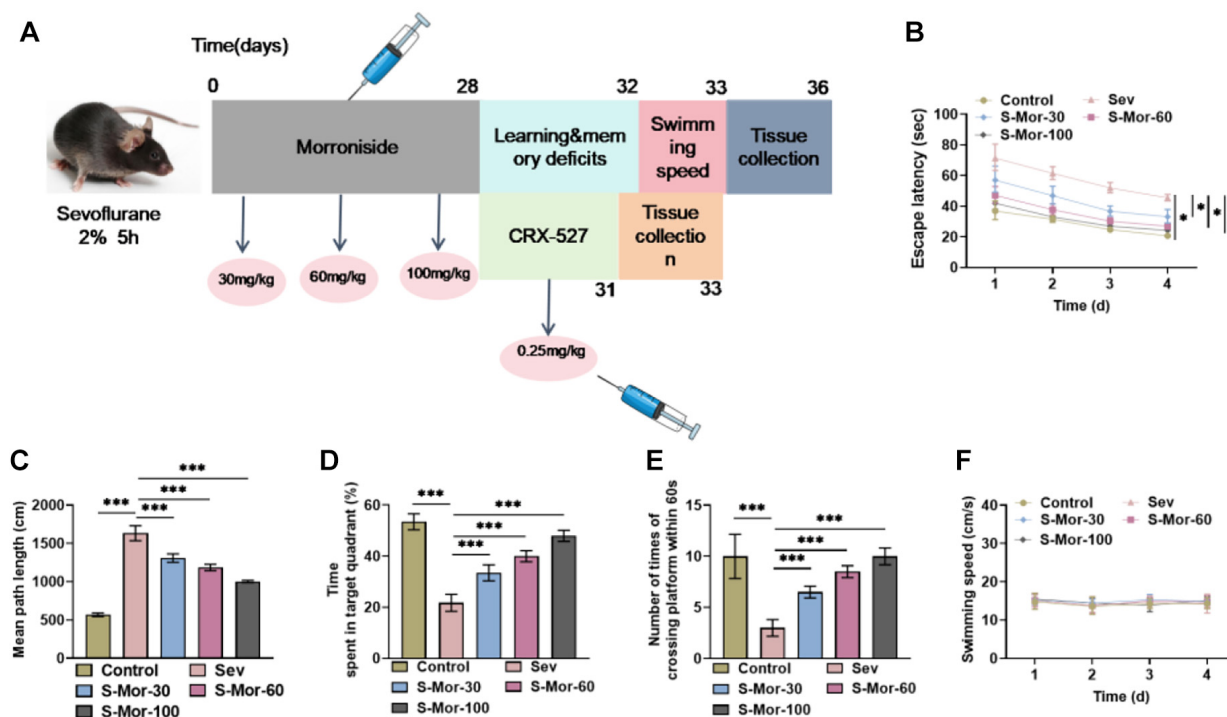 A
Time(days)
0
28
32
33
36
Morroniside
Learning&mem
ory deficits
Swimm
ing
speed
Tissue
collection
Sevoflurane
2% 5h
CRX-527
Tissue
collectio
n
30mg/kg
60mg/kg
100mg/kg
31
33
0.25mg/kg
B
Control
Sev
S-Mor-30
S-Mor-60
S-Mor-100
Escape latency (sec)
100
80
60
40
20
0
* * *
1 2 3 4
Time (d)
C
***
***
***
***
Mean path length (cm)
2000
1500
1000
500
0
Control
Sev
S-Mor-30
S-Mor-60
S-Mor-100
D
***
***
***
***
Time
spent in target quadrant (%)
60
40
20
0
Control
Sev
S-Mor-30
S-Mor-60
S-Mor-100
E
***
***
***
***
Number of times of
crossing platform within 60s
15
10
5
0
Control
Sev
S-Mor-30
S-Mor-60
S-Mor-100
F
Control
Sev
S-Mor-30
S-Mor-60
S-Mor-100
Swimming speed (cm/s)
40
30
20
10
0
1 2 3 4
Time (d)